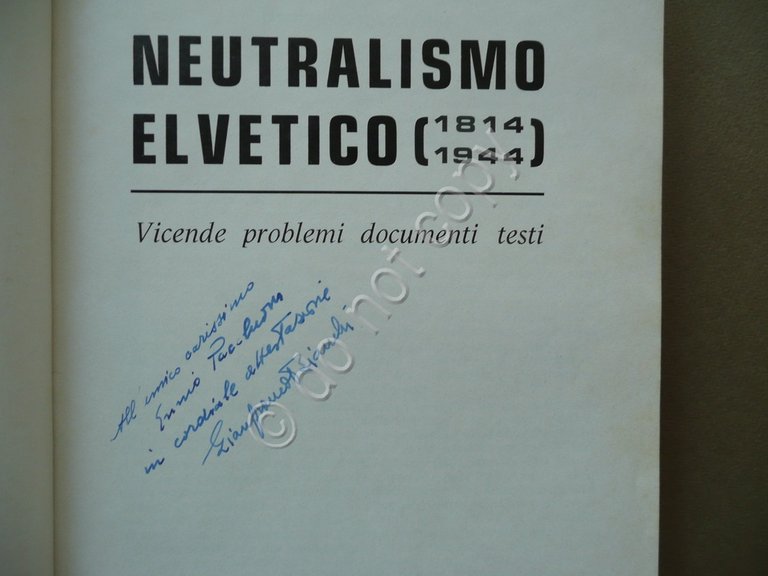 NEUTRALISMO
ELVETICO (1814
1944)
Vicende problemi documenti testi
All'amico carissimo
Ennio
in cordiale attestazione
© do not copy